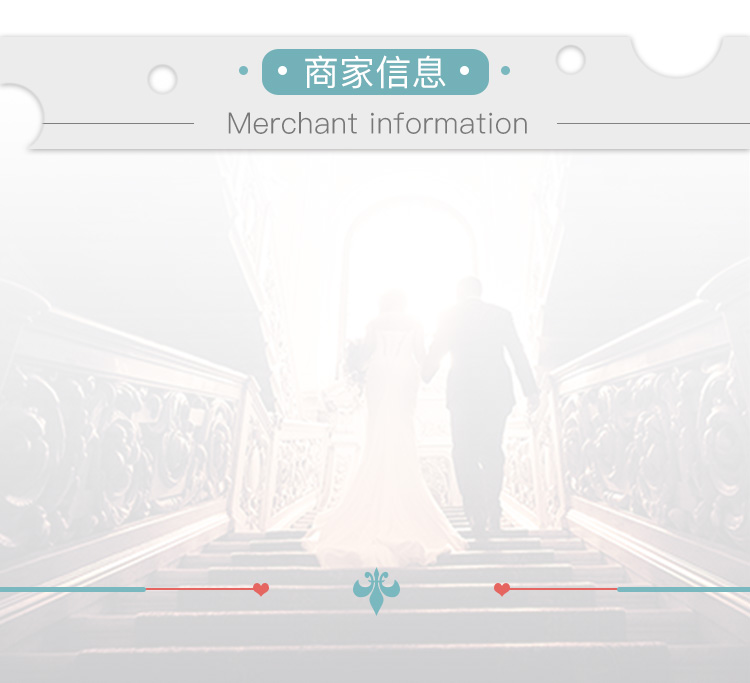 商家信息
Merchant information